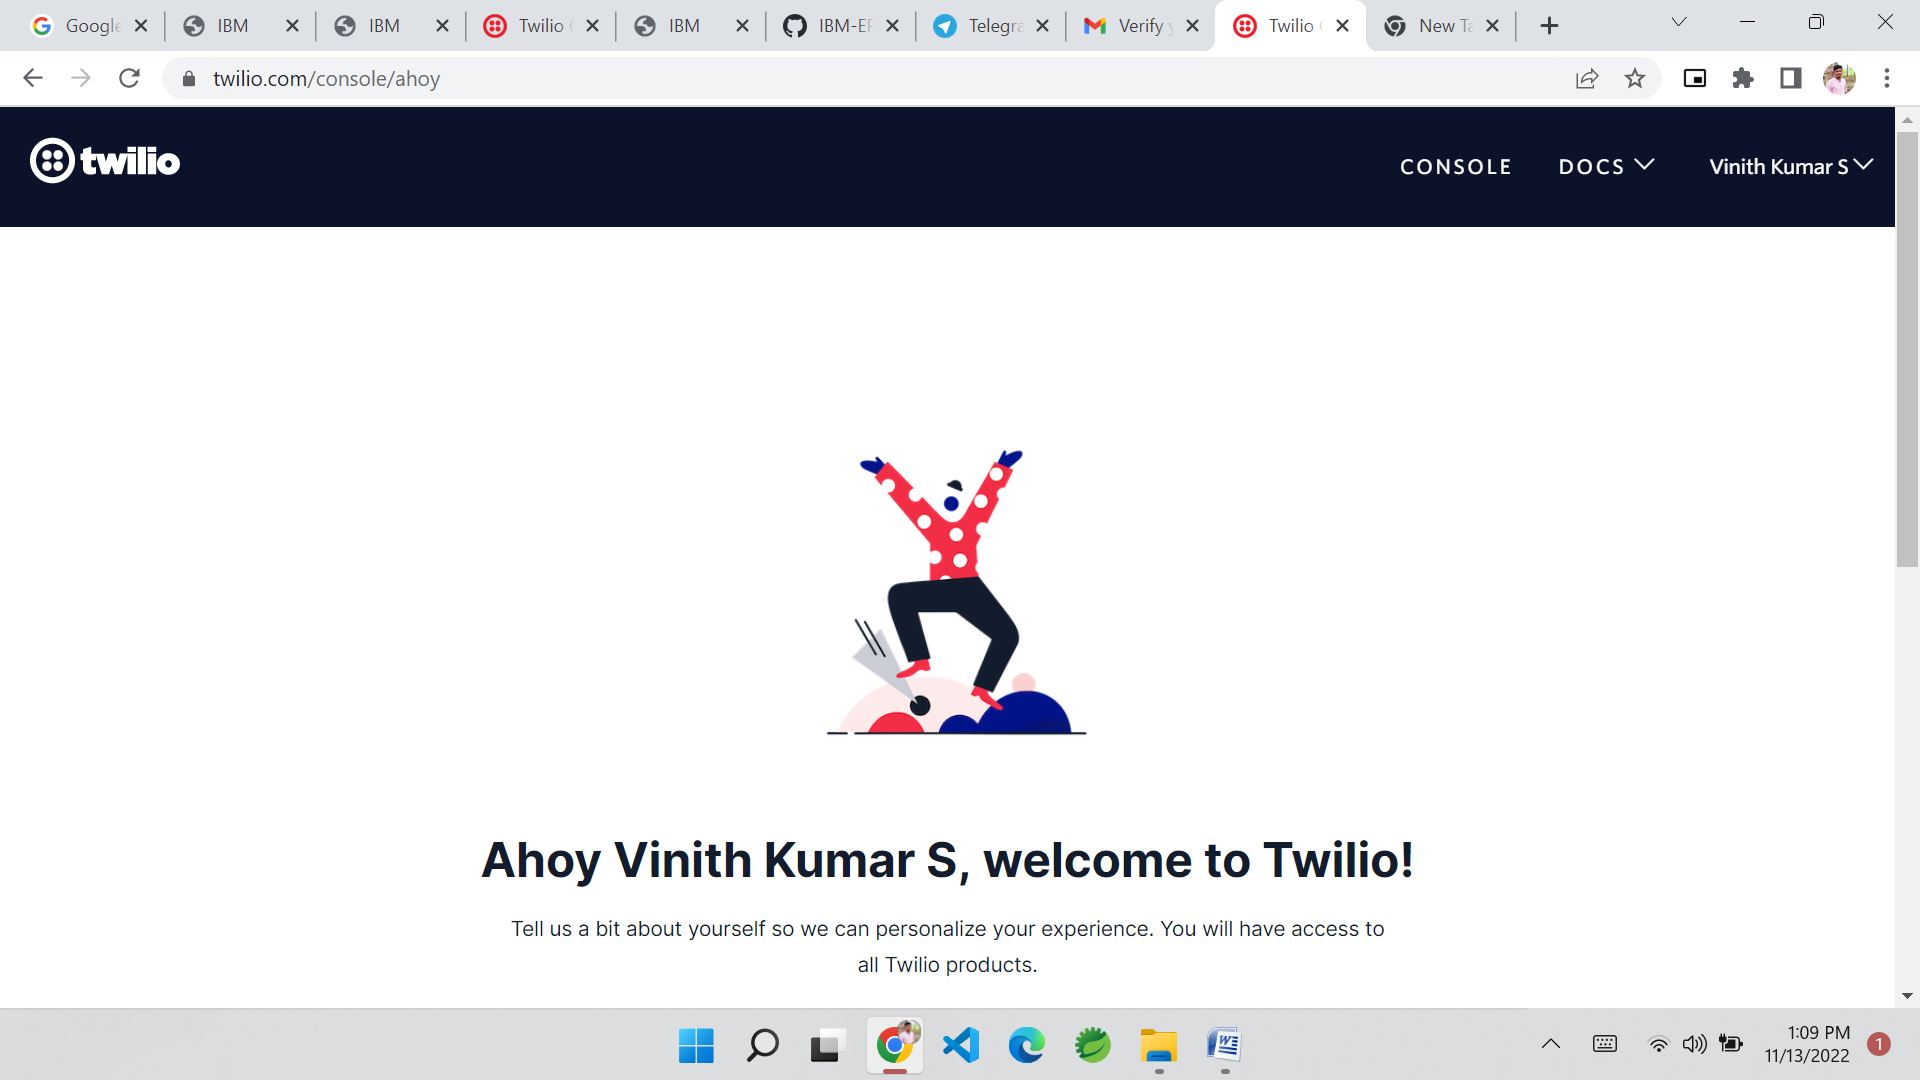 Google
IBM
IBM
Twilio
IBM
IBM-EP
Telegra
Verify y
Twilio
New Ta
twilio.com/console/ahoy
twilio
CONSOLE
DOCS
Vinith Kumar S
Ahoy Vinith Kumar S, welcome to Twilio!
Tell us a bit about yourself so we can personalize your experience. You will have access to
all Twilio products.
1:09 PM
11/13/2022
1